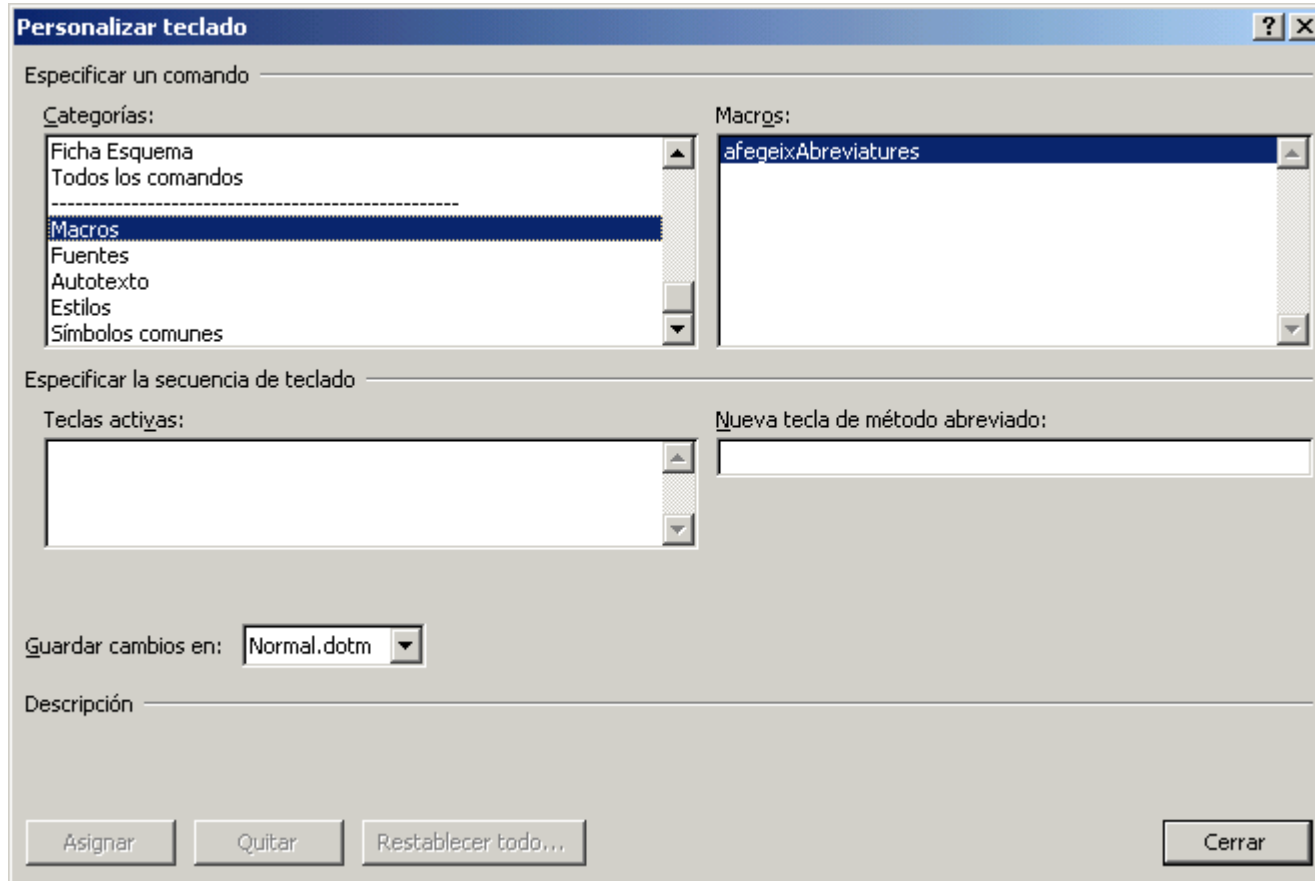 Personalizar teclado
Especificar un comando
Categorías:
Macros:
Ficha Esquema
Todos los comandos
---------------------------------------------------
Macros
Fuentes
Autotexto
Estilos
Símbolos comunes
afegeixAbreviatures
Especificar la secuencia de teclado
Teclas activas:
Nueva tecla de método abreviado:
Guardar cambios en: Normal.dotm
Descripción
Asignar Quitar Restablecer todo... Cerrar